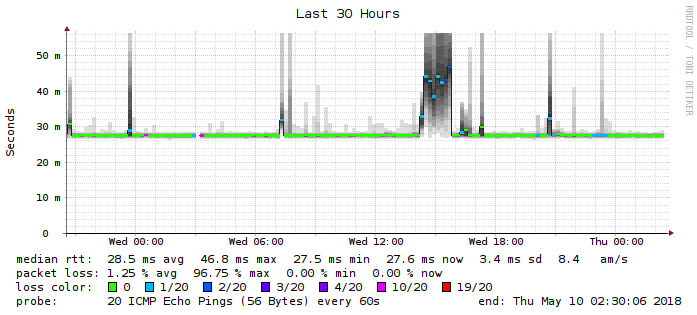 Last 30 Hours
RRDTOOL / TOBI OETIKER
Seconds
50 m
40 m
30 m
20 m
10 m
0
Wed 00:00 Wed 06:00 Wed 12:00 Wed 18:00 Thu 00:00
median rtt: 28.5 ms avg 46.8 ms max 27.5 ms min 27.6 ms now 3.4 ms sd 8.4 am/s
packet loss: 1.25 % avg 96.75 % max 0.00 % min 0.00 % now
loss color: 0 1/20 2/20 3/20 4/20 10/20 19/20
probe: 20 ICMP Echo Pings (56 Bytes) every 60s end: Thu May 10 02:30:06 2018